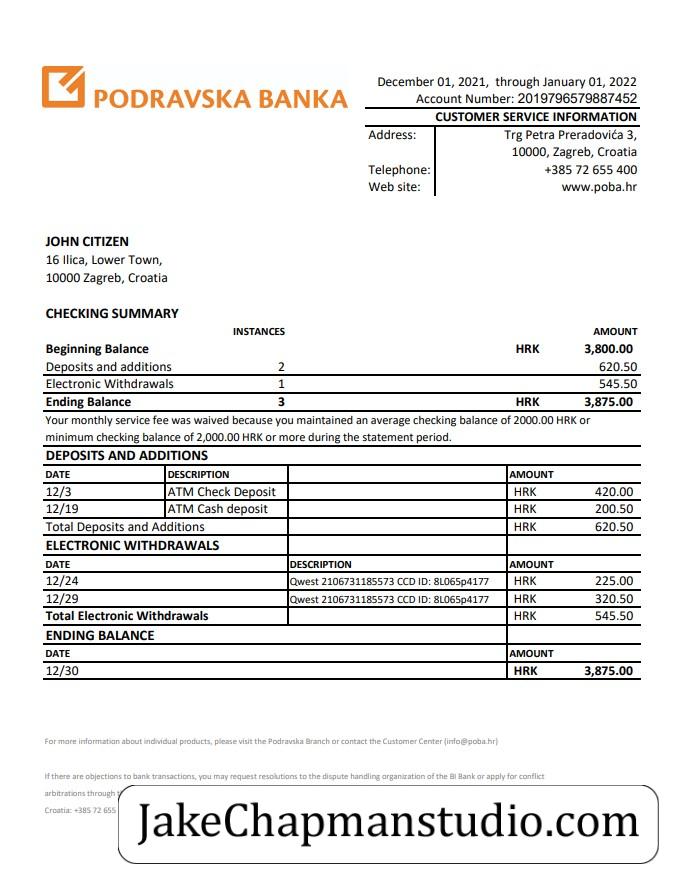 PODRAVSKA BANKA
December 01, 2021, through January 01, 2022
Account Number: 2019796579887452
CUSTOMER SERVICE INFORMATION
Address: Trg Petra Preradovića 3,
10000, Zagreb, Croatia
Telephone: +385 72 655 400
Web site: www.poba.hr
JOHN CITIZEN
16 Ilica, Lower Town,
10000 Zagreb, Croatia
CHECKING SUMMARY
INSTANCES AMOUNT
Beginning Balance HRK 3,800.00
Deposits and additions 2 620.50
Electronic Withdrawals 1 545.50
Ending Balance 3 HRK 3,875.00
Your monthly service fee was waived because you maintained an average checking balance of 2000.00 HRK or
minimum checking balance of 2,000.00 HRK or more during the statement period.
DEPOSITS AND ADDITIONS
DATE DESCRIPTION AMOUNT
12/3 ATM Check Deposit HRK 420.00
12/19 ATM Cash deposit HRK 200.50
Total Deposits and Additions HRK 620.50
ELECTRONIC WITHDRAWALS
DATE DESCRIPTION AMOUNT
12/24 Qwest 2106731185573 CCD ID: 8L065p4177 HRK 225.00
12/29 Qwest 2106731185573 CCD ID: 8L065p4177 HRK 320.50
Total Electronic Withdrawals HRK 545.50
ENDING BALANCE
DATE AMOUNT
12/30 HRK 3,875.00
For more information about individual products, please visit the Podravska Branch or contact the Customer Center (info@poba.hr)
If there are objections to bank transactions, you may request resolutions to the dispute handling organization of the BI Bank or apply for conflict
arbitrations through
Croatia: +385 72 655
JakeChapmanstudio.com